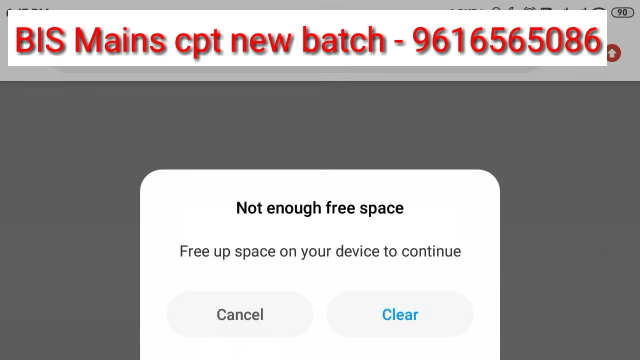 BIS Mains cpt new batch - 9616565086
90
Not enough free space
Free up space on your device to continue
Cancel
Clear